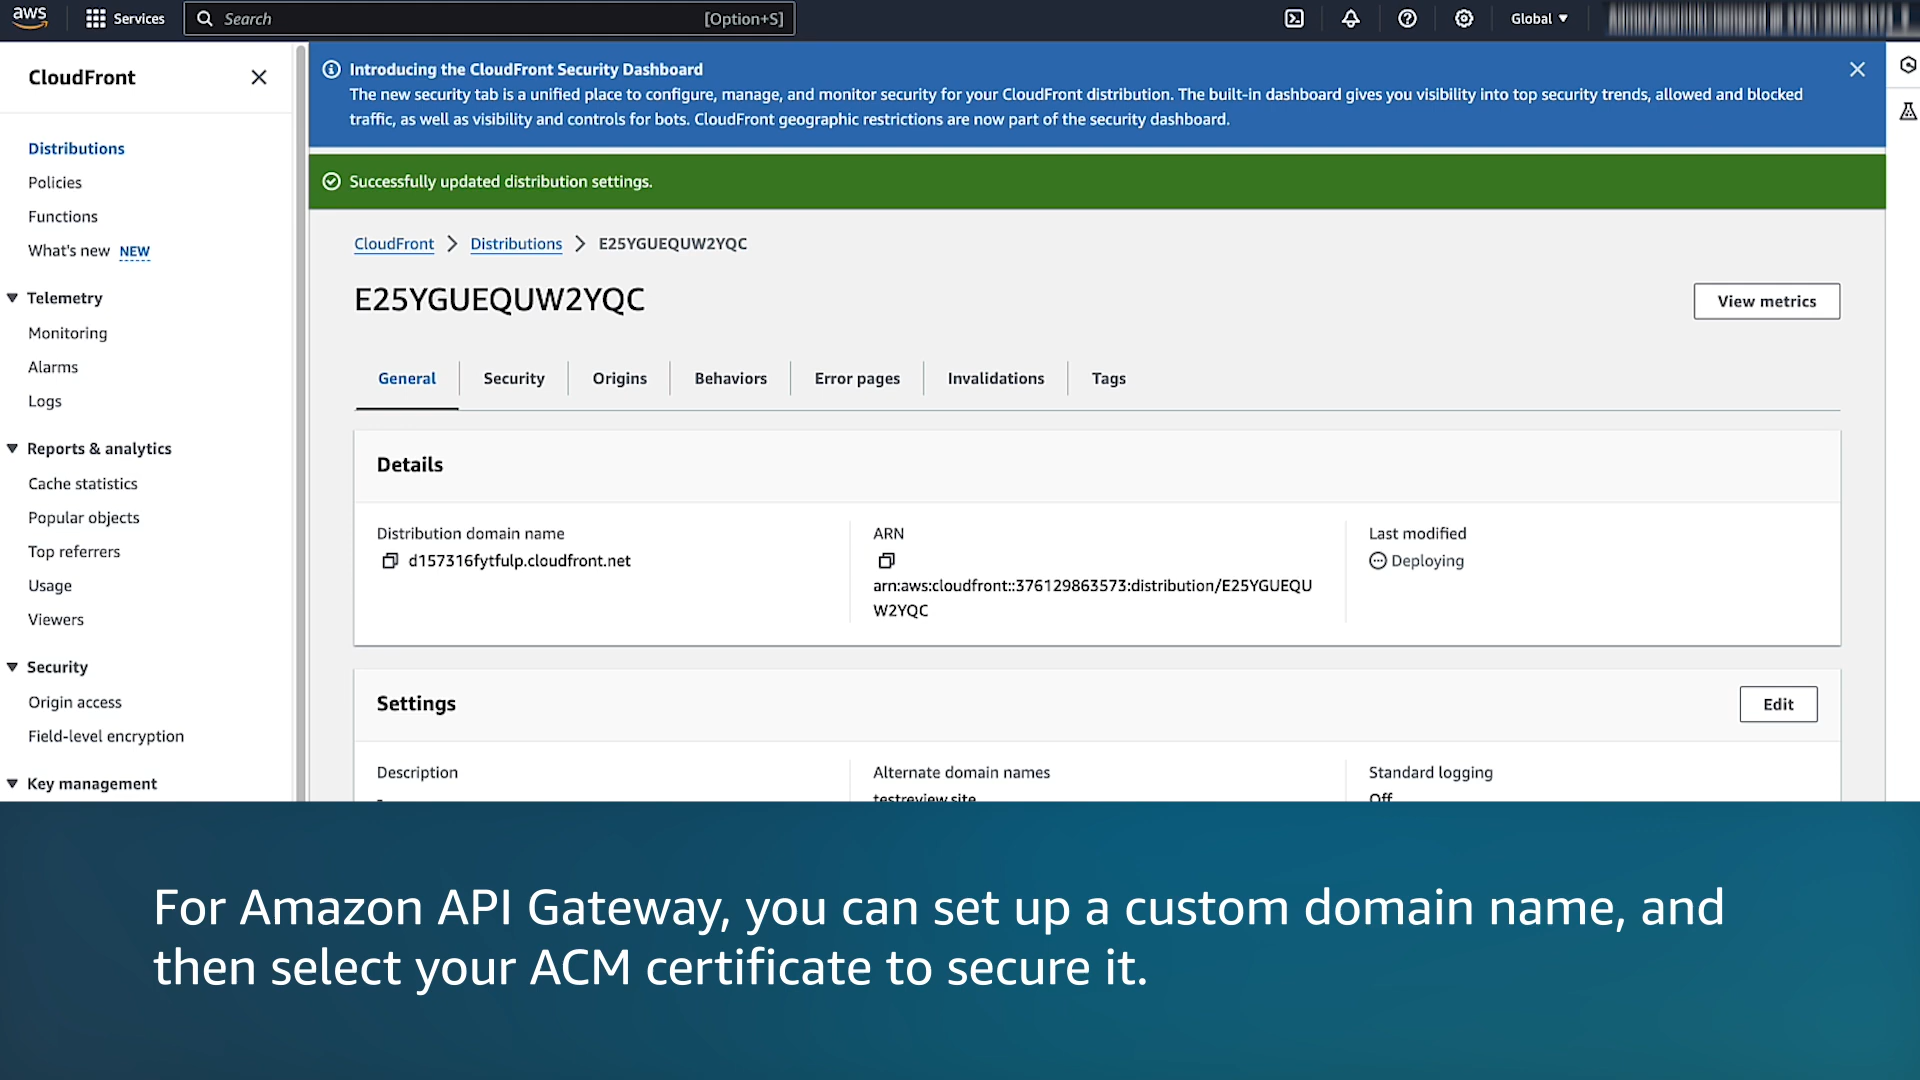 aws
Services
Search
[Option+S]
Global
CloudFront
Distributions
Policies
Functions
What's new NEW
Telemetry
Monitoring
Alarms
Logs
Reports & analytics
Cache statistics
Popular objects
Top referrers
Usage
Viewers
Security
Origin access
Field-level encryption
Key management
Introducing the CloudFront Security Dashboard
The new security tab is a unified place to configure, manage, and monitor security for your CloudFront distribution. The built-in dashboard gives you visibility into top security trends, allowed and blocked
traffic, as well as visibility and controls for bots. CloudFront geographic restrictions are now part of the security dashboard.
Successfully updated distribution settings.
CloudFront > Distributions > E25YGUEQUW2YQC
E25YGUEQUW2YQC
View metrics
General
Security
Origins
Behaviors
Error pages
Invalidations
Tags
Details
Distribution domain name
d157316fytfulp.cloudfront.net
ARN
arn:aws:cloudfront::376129863573:distribution/E25YGUEQU
W2YQC
Last modified
Deploying
Settings
Edit
Description
-
Alternate domain names
testreview.site
Standard logging
Off
For Amazon API Gateway, you can set up a custom domain name, and
then select your ACM certificate to secure it.